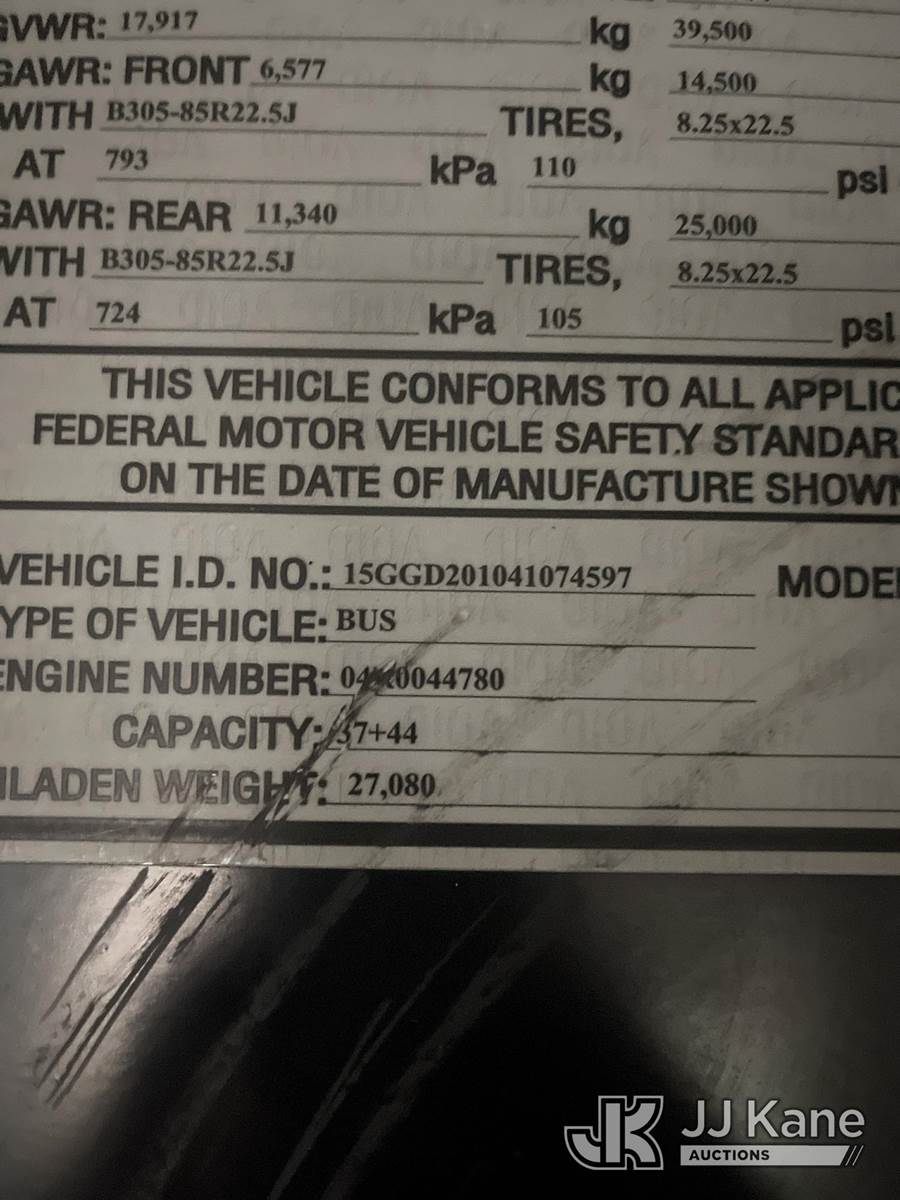 GVWR: 17,917 kg 39,500
GAWR: FRONT 6,577 kg 14,500
WITH B305-85R22.5J TIRES, 8.25x22.5
AT 793 kPa 110 psi
GAWR: REAR 11,340 kg 25,000
WITH B305-85R22.5J TIRES, 8.25x22.5
AT 724 kPa 105 psi
THIS VEHICLE CONFORMS TO ALL APPLIC
FEDERAL MOTOR VEHICLE SAFETY STANDAR
ON THE DATE OF MANUFACTURE SHOWN
VEHICLE I.D. NO.: 15GGD201041074597 MODE
YPE OF VEHICLE: BUS
ENGINE NUMBER:
CAPACITY: 37+44
LADEN WEIGHT: 27,080
JK JJ Kane
AUCTIONS